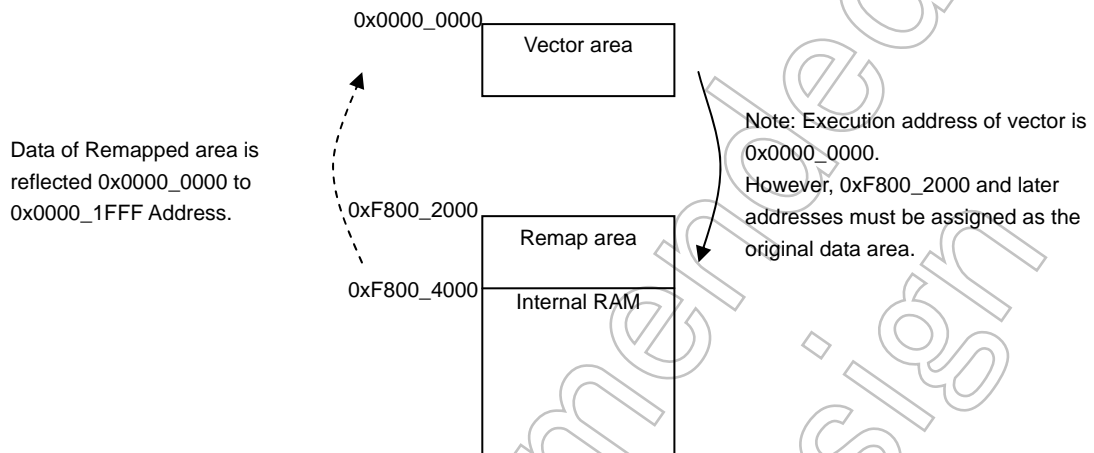 0x0000_0000
Vector area
Data of Remapped area is
reflected 0x0000_0000 to
0x0000_1FFF Address.
Note: Execution address of vector is
0x0000_0000.
However, 0xF800_2000 and later
addresses must be assigned as the
original data area.
0xF800_2000
Remap area
0xF800_4000
Internal RAM
mended
sign